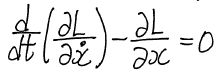 d/dt(∂L/∂ẋ) − ∂L/∂x = 0